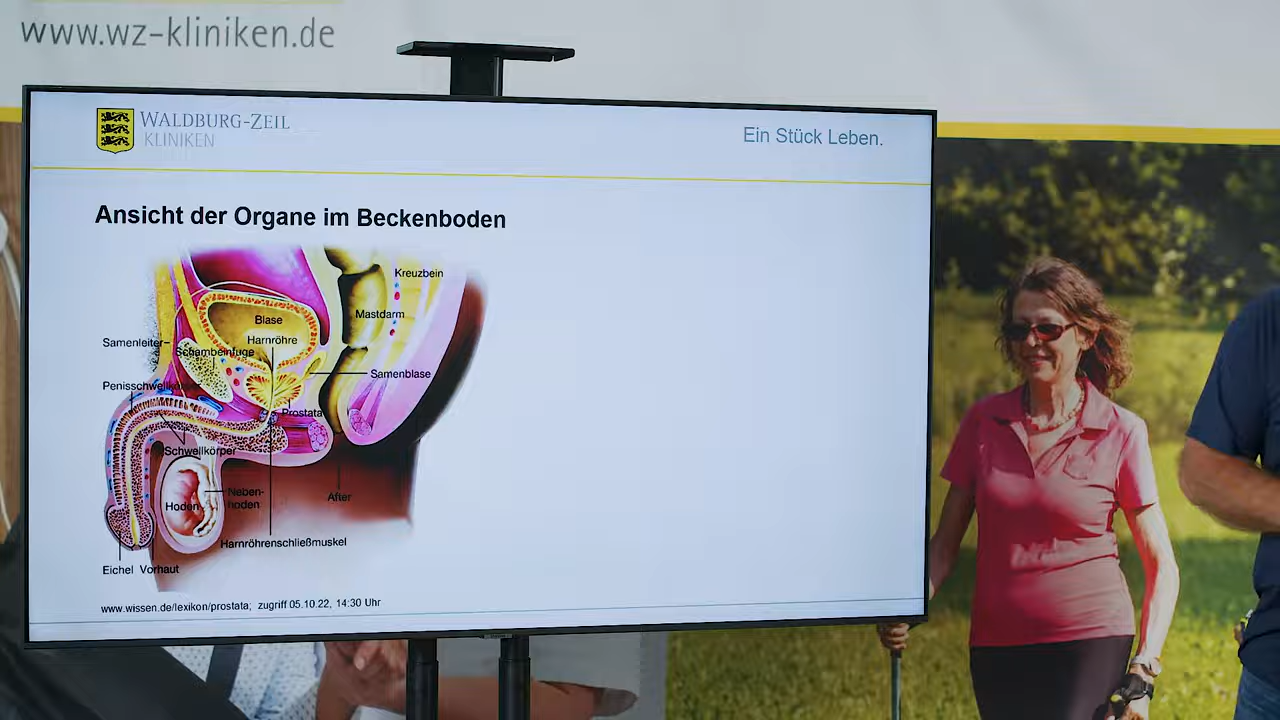 www.wz-kliniken.de
WALDBURG-ZEIL
KLINIKEN
Ein Stück Leben.
Ansicht der Organe im Beckenboden
Kreuzbein
Mastdarm
Blase
Harnröhre
Samenleiter
Schambeinfuge
Samenblase
Penisschwellkörper
Prostata
Schwellkörper
Neben-
hoden
Hoden
After
Harnröhrenschließmuskel
Eichel Vorhaut
www.wissen.de/lexikon/prostata; zugriff 05.10.22, 14:30 Uhr